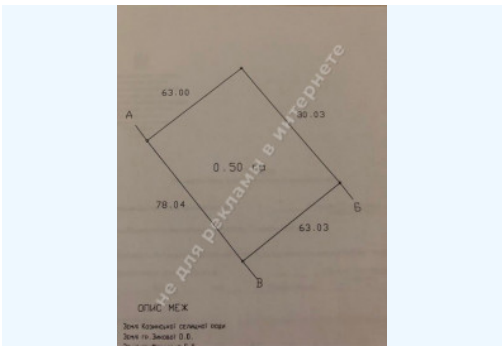 63.00
А
30.03
0.50 га
78.04
Б
63.03
В
не для рекламы в интернете
ОПИС МЕЖ
Козинської селищної ради
гр.